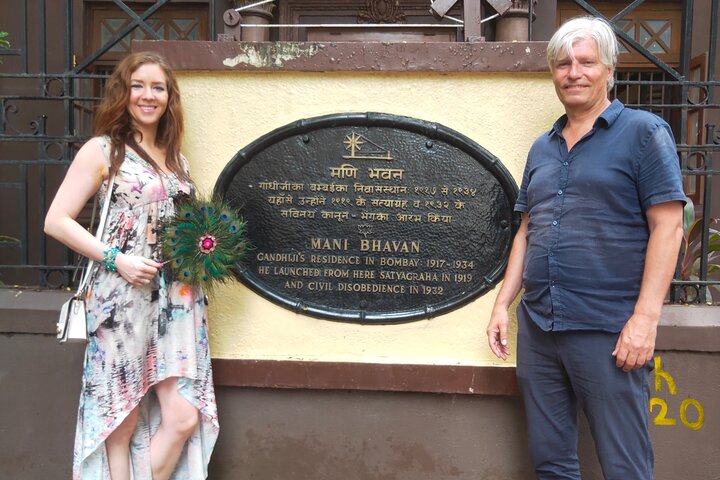 मणि भवन
गांधीजीका बम्बईका निवासस्थान: १९१७ से १९३४
यहाँसे उन्होंने १९१९ के सत्याग्रह व १९३२ के
सविनय कानून - भंगका आरंभ किया
MANI BHAVAN
GANDHIJI'S RESIDENCE IN BOMBAY: 1917-1934
HE LAUNCHED FROM HERE SATYAGRAHA IN 1919
AND CIVIL DISOBEDIENCE IN 1932
h
20